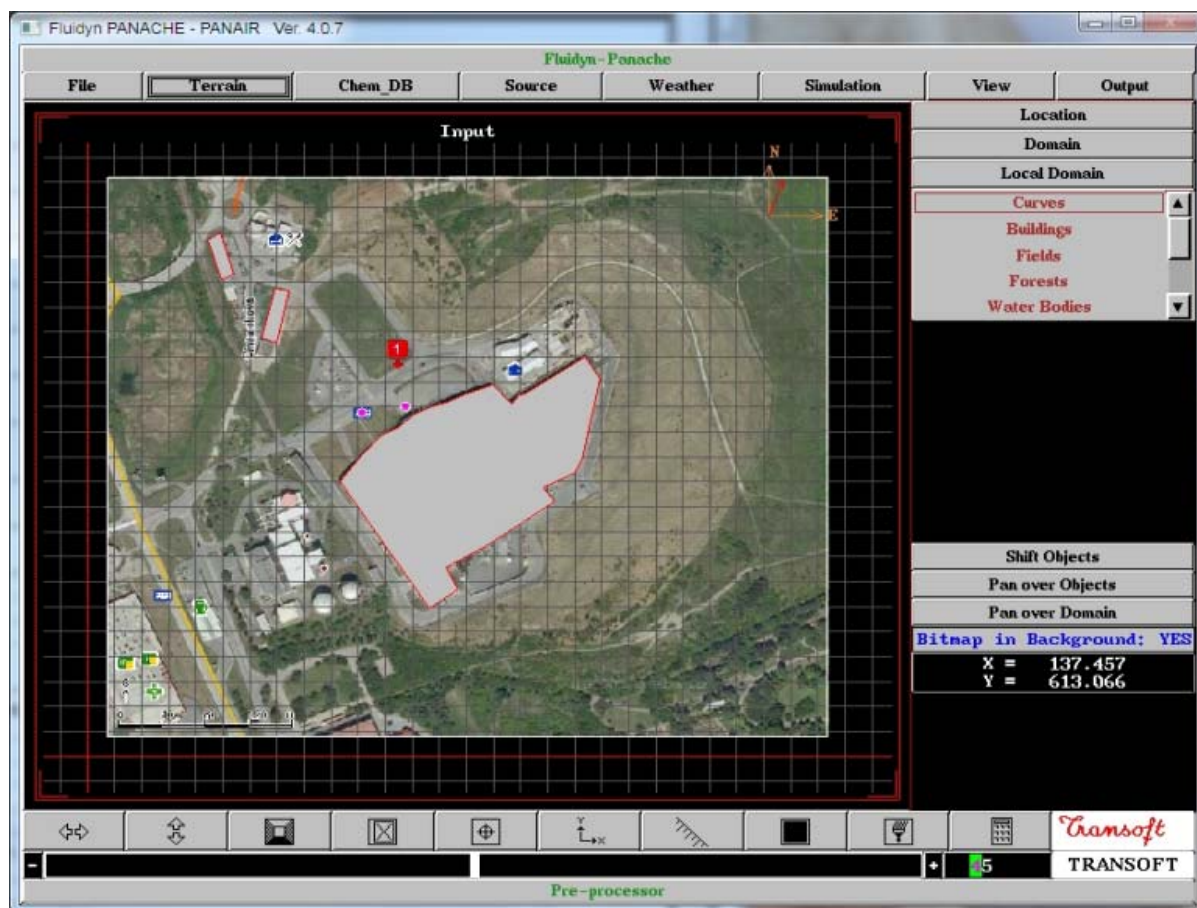 Fluidyn PANACHE - PANAIR Ver. 4.0.7
Fluidyn-Panache
File Terrain Chem_DB Source Weather Simulation View Output
Input
Location
Domain
Local Domain
N
E
Curves
Buildings
Fields
Forests
Water Bodies
1
Shift Objects
Pan over Objects
Pan over Domain
Bitmap in Background: YES
X = 137.457
Y = 613.066
Y
X
Transoft
- + 45 TRANSOFT
Pre-processor